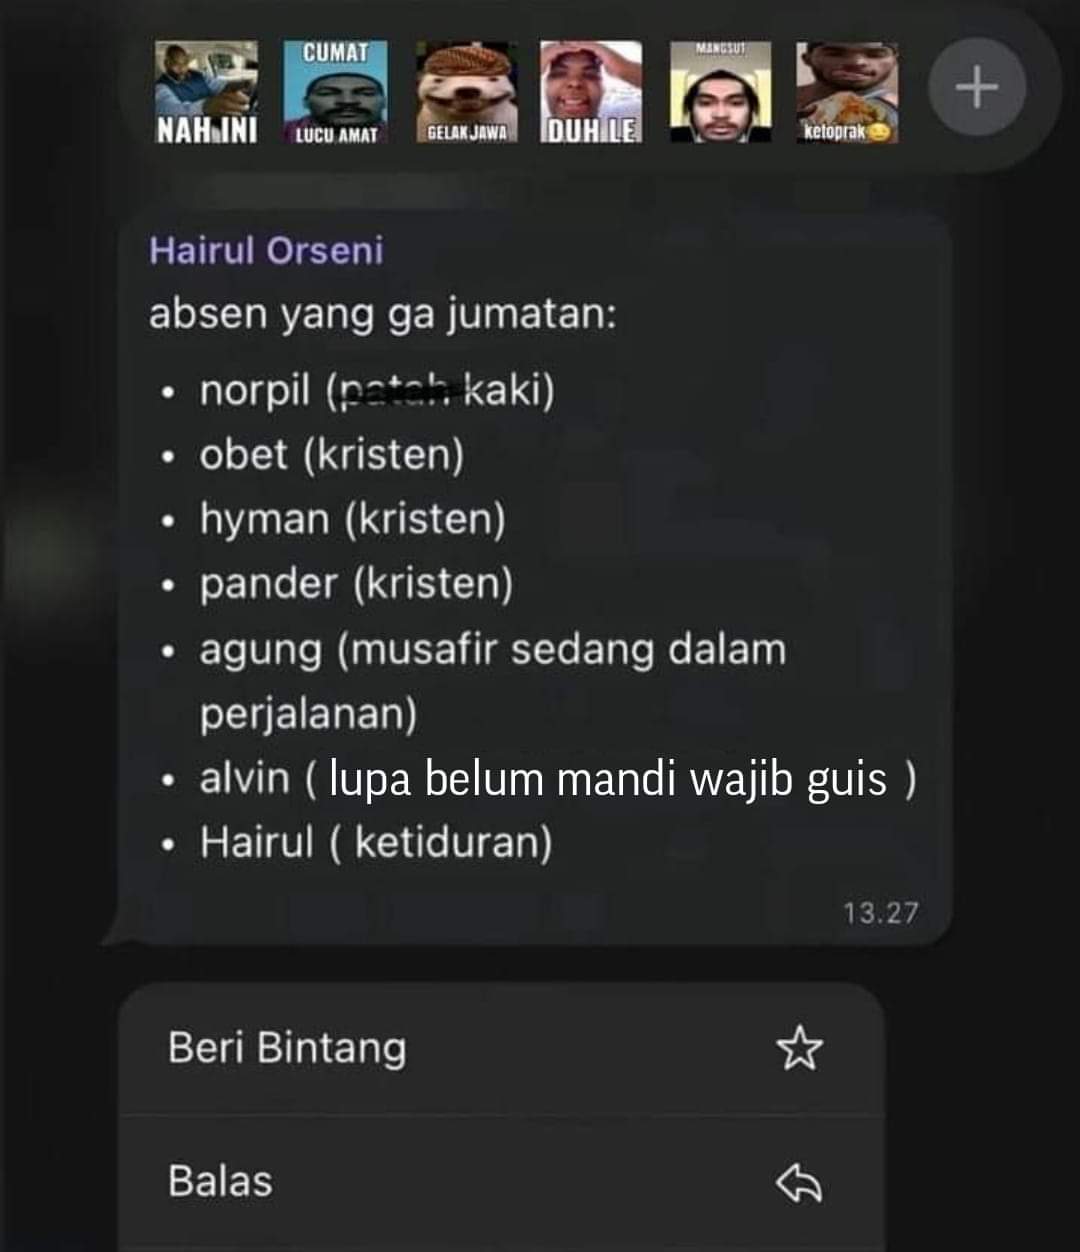 NAH INI
CUMAT
LUCU AMAT
GELAK JAWA
DUH LE
MANGSUT
ketoprak😏
Hairul Orseni
absen yang ga jumatan:
• norpil (patah kaki)
• obet (kristen)
• hyman (kristen)
• pander (kristen)
• agung (musafir sedang dalam
perjalanan)
• alvin ( lupa belum mandi wajib guis )
• Hairul ( ketiduran)
13.27
Beri Bintang
Balas